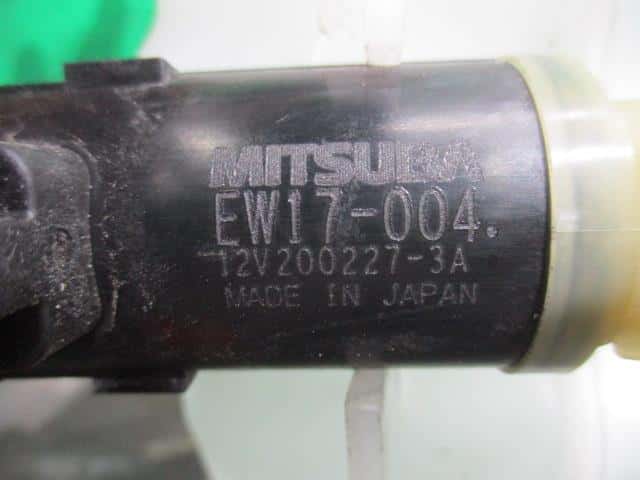 MITSUBA
EW17-004.
12V200227-3A
MADE IN JAPAN